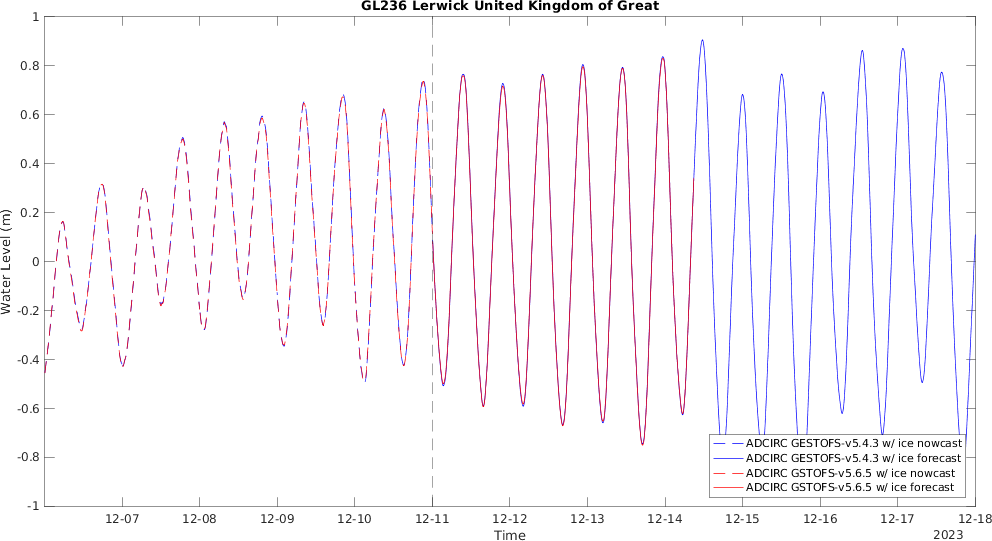 GL236 Lerwick United Kingdom of Great
1
0.8
0.6
0.4
0.2
0
-0.2
-0.4
-0.6
-0.8
-1
Water Level (m)
12-07 12-08 12-09 12-10 12-11 12-12 12-13 12-14 12-15 12-16 12-17 12-18
Time
2023
ADCIRC GESTOFS-v5.4.3 w/ ice nowcast
ADCIRC GESTOFS-v5.4.3 w/ ice forecast
ADCIRC GSTOFS-v5.6.5 w/ ice nowcast
ADCIRC GSTOFS-v5.6.5 w/ ice forecast